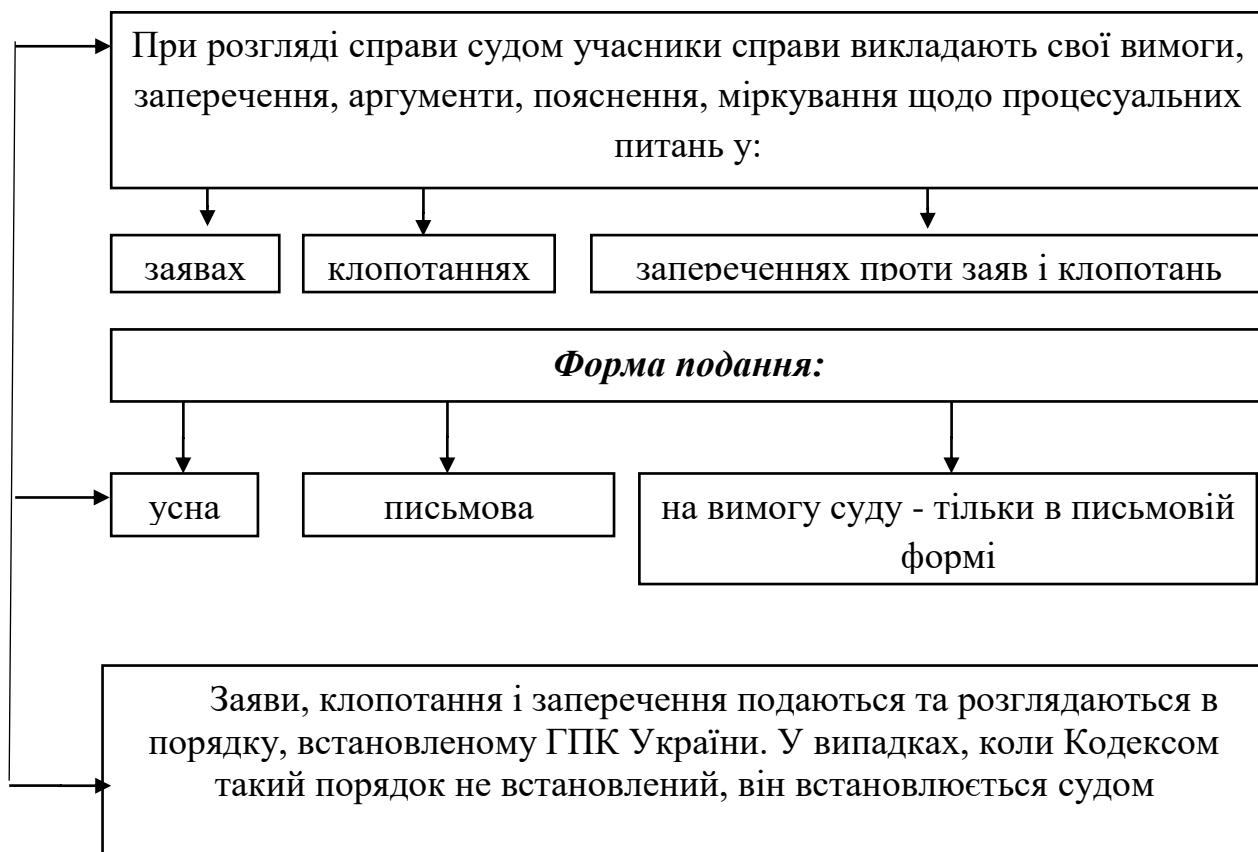 При розгляді справи судом учасники справи викладають свої вимоги,
заперечення, аргументи, пояснення, міркування щодо процесуальних
питань у:
заявах клопотаннях запереченнях проти заяв і клопотань
Форма подання:
усна письмова на вимогу суду - тільки в письмовій
формі
Заяви, клопотання і заперечення подаються та розглядаються в
порядку, встановленому ГПК України. У випадках, коли Кодексом
такий порядок не встановлений, він встановлюється судом